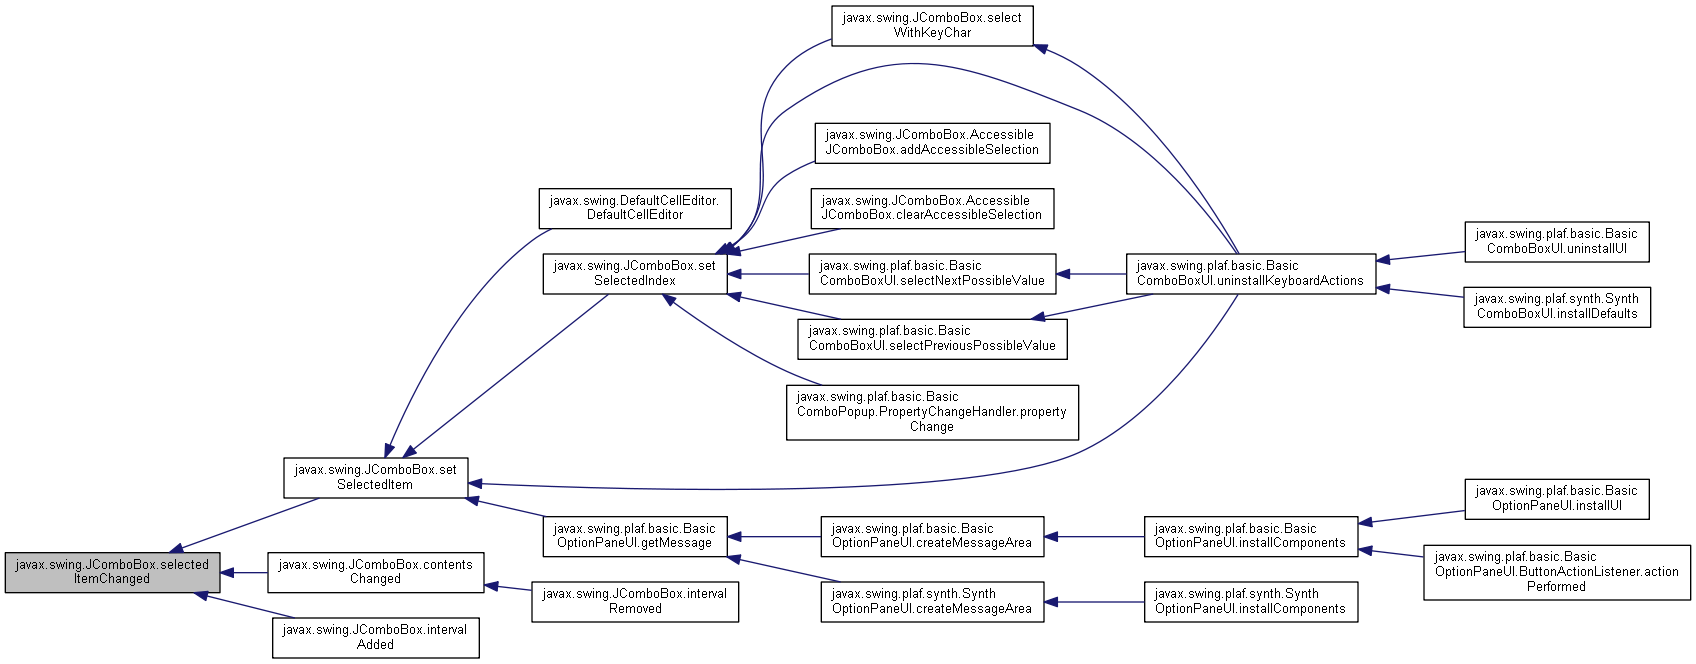 javax.swing.JComboBox.select
WithKeyChar
javax.swing.JComboBox.Accessible
JComboBox.addAccessibleSelection
javax.swing.DefaultCellEditor.
DefaultCellEditor
javax.swing.JComboBox.Accessible
JComboBox.clearAccessibleSelection
javax.swing.plaf.basic.Basic
ComboBoxUI.uninstallUI
javax.swing.JComboBox.set
SelectedIndex
javax.swing.plaf.basic.Basic
ComboBoxUI.selectNextPossibleValue
javax.swing.plaf.basic.Basic
ComboBoxUI.uninstallKeyboardActions
javax.swing.plaf.synth.Synth
ComboBoxUI.installDefaults
javax.swing.plaf.basic.Basic
ComboBoxUI.selectPreviousPossibleValue
javax.swing.plaf.basic.Basic
ComboPopup.PropertyChangeHandler.property
Change
javax.swing.JComboBox.set
SelectedItem
javax.swing.plaf.basic.Basic
OptionPaneUI.installUI
javax.swing.plaf.basic.Basic
OptionPaneUI.getMessage
javax.swing.plaf.basic.Basic
OptionPaneUI.createMessageArea
javax.swing.plaf.basic.Basic
OptionPaneUI.installComponents
javax.swing.plaf.basic.Basic
OptionPaneUI.ButtonActionListener.action
Performed
javax.swing.JComboBox.selected
ItemChanged
javax.swing.JComboBox.contents
Changed
javax.swing.JComboBox.interval
Removed
javax.swing.plaf.synth.Synth
OptionPaneUI.createMessageArea
javax.swing.plaf.synth.Synth
OptionPaneUI.installComponents
javax.swing.JComboBox.interval
Added